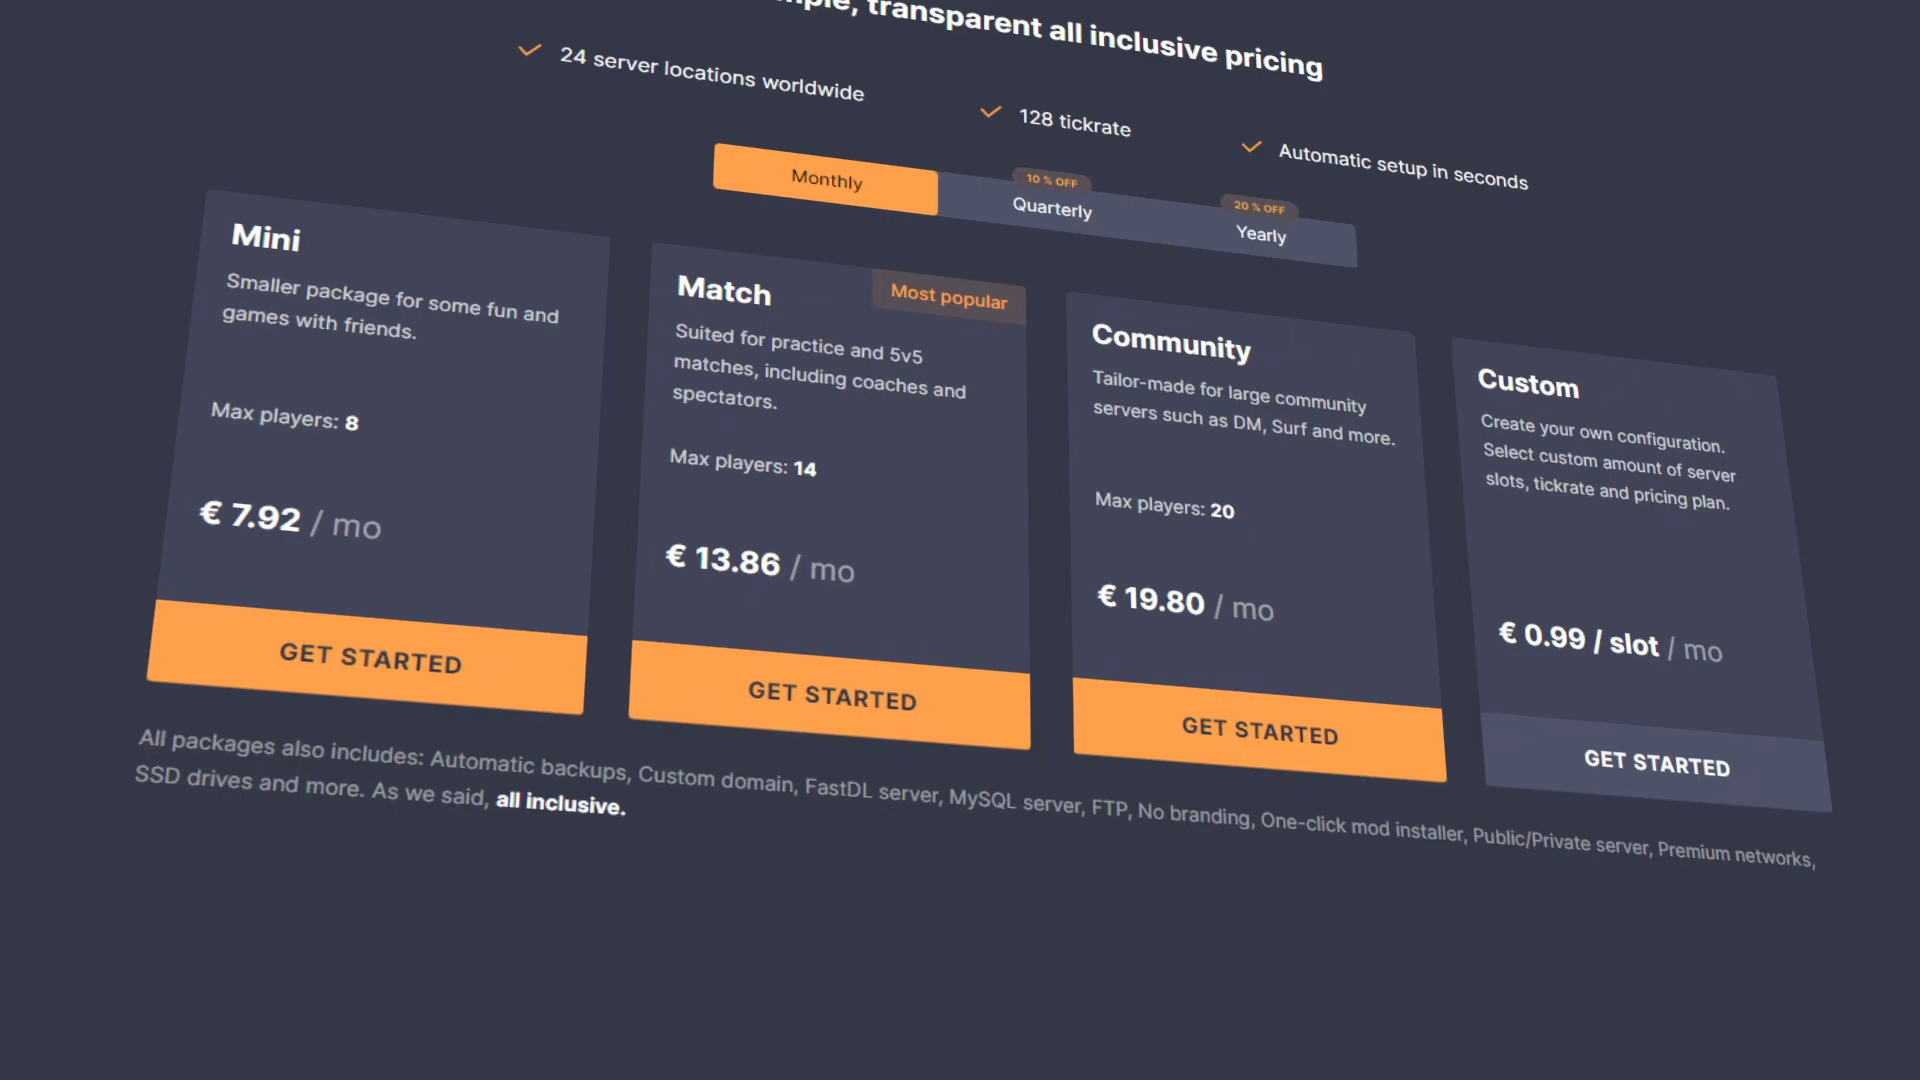 transparent all inclusive pricing
24 server locations worldwide
128 tickrate
Automatic setup in seconds
Monthly
10 % OFF
Quarterly
20 % OFF
Yearly
Mini
Smaller package for some fun and
games with friends.
Max players: 8
€ 7.92 / mo
GET STARTED
Match
Most popular
Suited for practice and 5v5
matches, including coaches and
spectators.
Max players: 14
€ 13.86 / mo
GET STARTED
Community
Tailor-made for large community
servers such as DM, Surf and more.
Max players: 20
€ 19.80 / mo
GET STARTED
Custom
Create your own configuration.
Select custom amount of server
slots, tickrate and pricing plan.
€ 0.99 / slot / mo
GET STARTED
All packages also includes: Automatic backups, Custom domain, FastDL server, MySQL server, FTP, No branding, One-click mod installer, Public/Private server, Premium networks,
SSD drives and more. As we said, all inclusive.